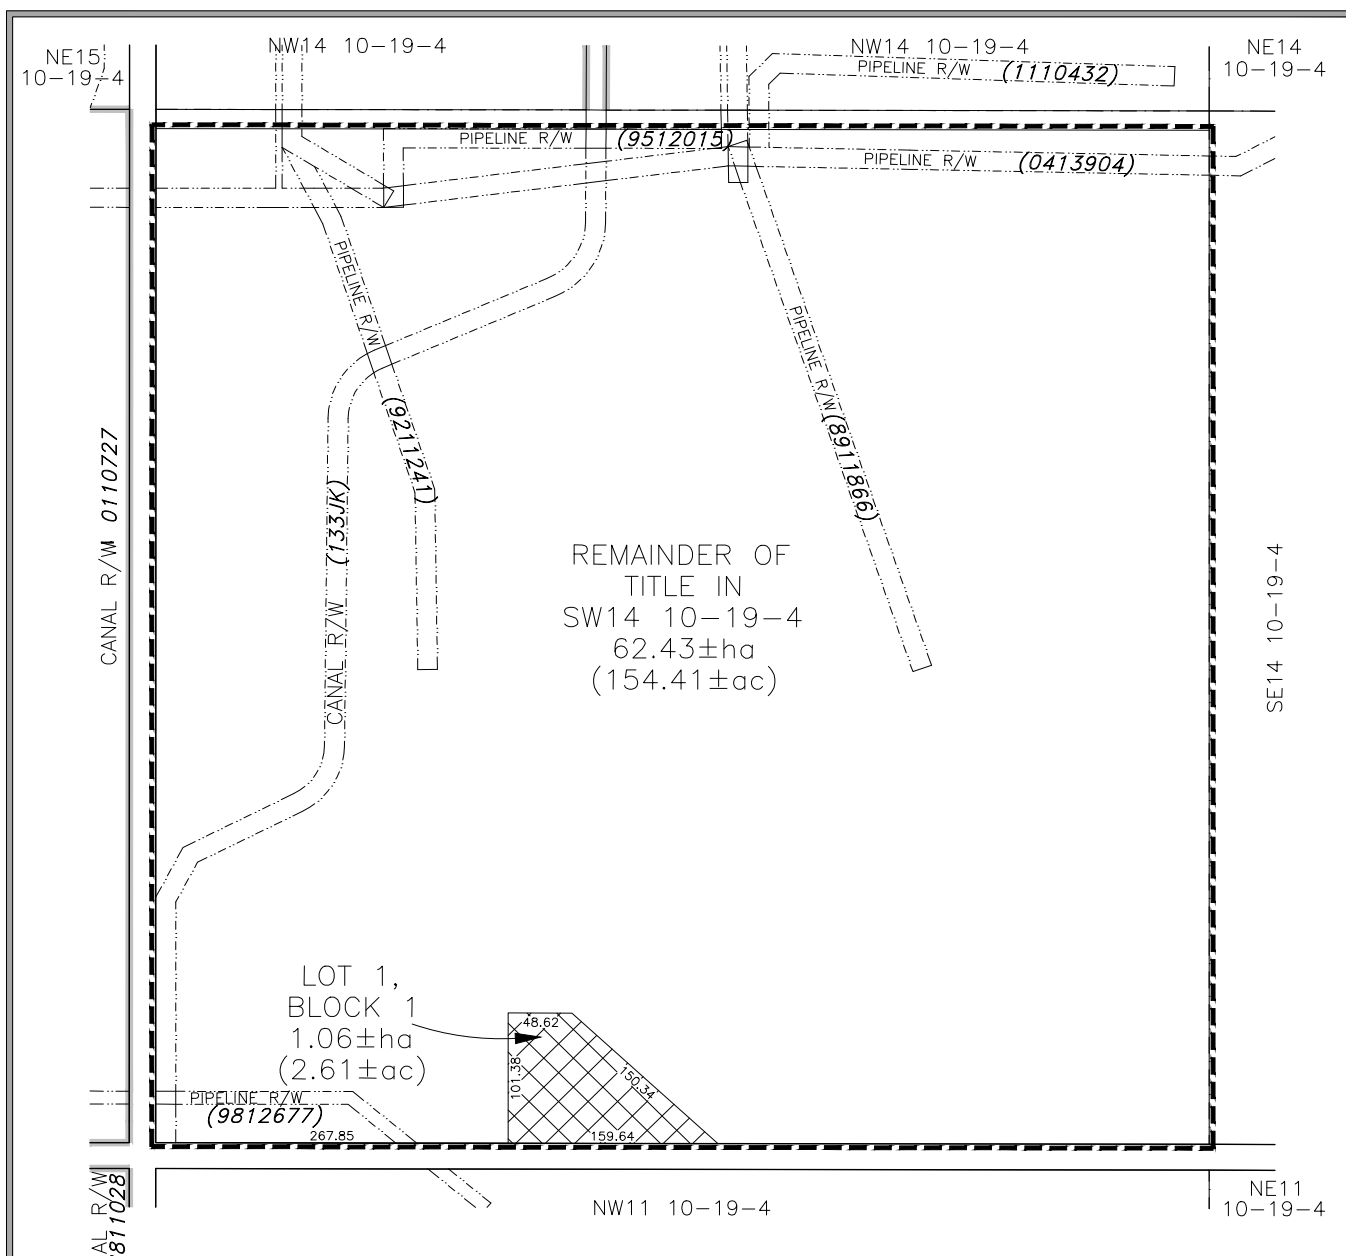 NE15
10-19-4
NW14 10-19-4
NW14 10-19-4
NE14
10-19-4
PIPELINE R/W (1110432)
PIPELINE R/W (9512015)
PIPELINE R/W (0413904)
PIPELINE R/W (9211241)
PIPELINE R/W (8911866)
CANAL R/W 0110727
CANAL R/W (133JK)
REMAINDER OF
TITLE IN
SW14 10-19-4
62.43±ha
(154.41±ac)
SE14 10-19-4
LOT 1,
BLOCK 1
1.06±ha
(2.61±ac)
48.62
101.38
150.34
159.64
PIPELINE R/W
(9812677)
267.85
AL R/W
811028
NW11 10-19-4
NE11
10-19-4